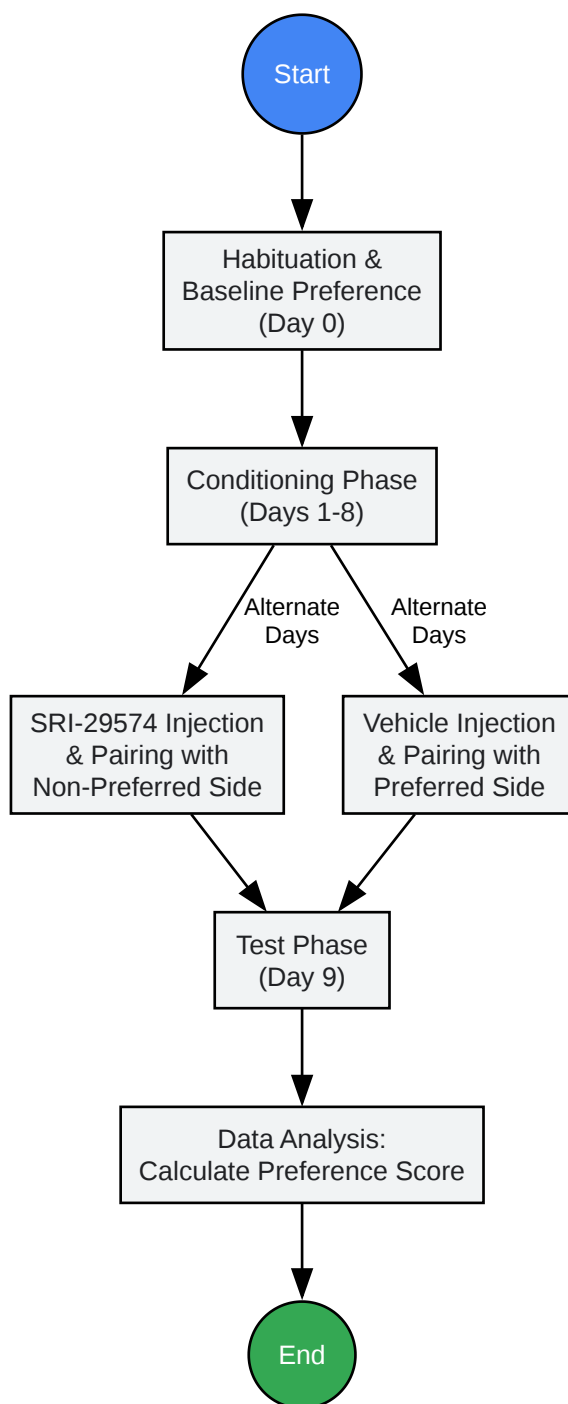 Start
Habituation &
Baseline Preference
(Day 0)
Conditioning Phase
(Days 1-8)
Alternate
Days
Alternate
Days
SRI-29574 Injection
& Pairing with
Non-Preferred Side
Vehicle Injection
& Pairing with
Preferred Side
Test Phase
(Day 9)
Data Analysis:
Calculate Preference Score
End